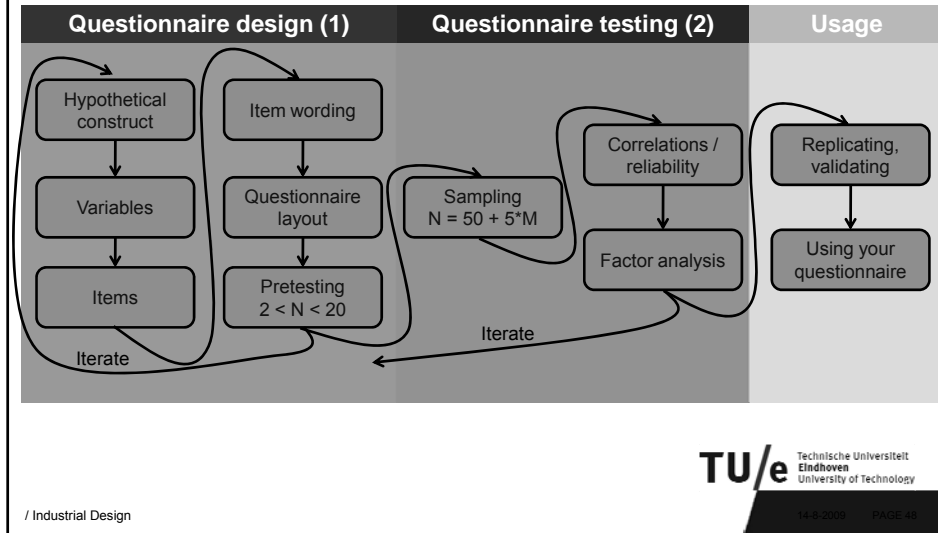 Questionnaire design (1)
Questionnaire testing (2)
Usage
Hypothetical
construct
Variables
Items
Iterate
Item wording
Questionnaire
layout
Pretesting
2 < N < 20
Sampling
N = 50 + 5*M
Iterate
Correlations /
reliability
Factor analysis
Replicating,
validating
Using your
questionnaire
TU/e
Technische Universiteit
Eindhoven
University of Technology
/ Industrial Design
14-8-2009 PAGE 48